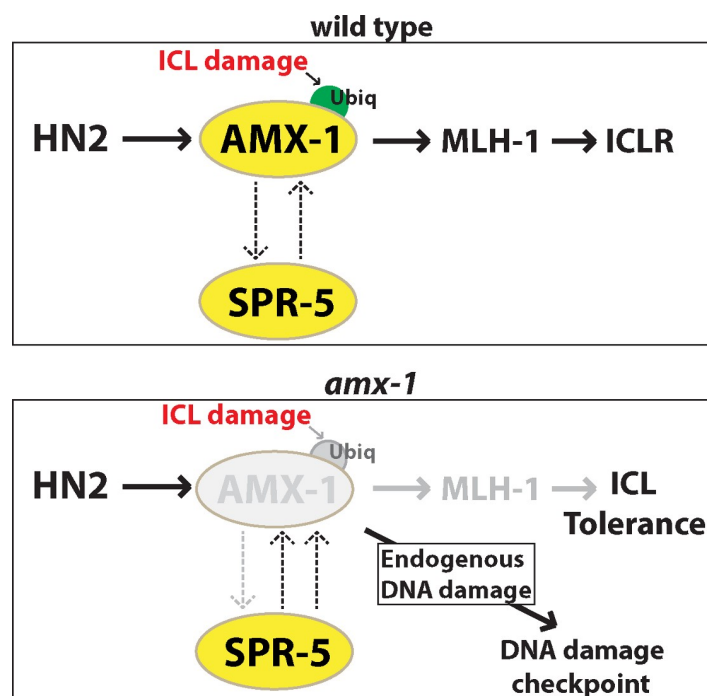 wild type
ICL damage
Ubiq
HN2
AMX-1
MLH-1
ICLR
SPR-5
amx-1
ICL damage
Ubiq
HN2
AMX-1
MLH-1
ICL
Tolerance
Endogenous
DNA damage
SPR-5
DNA damage
checkpoint